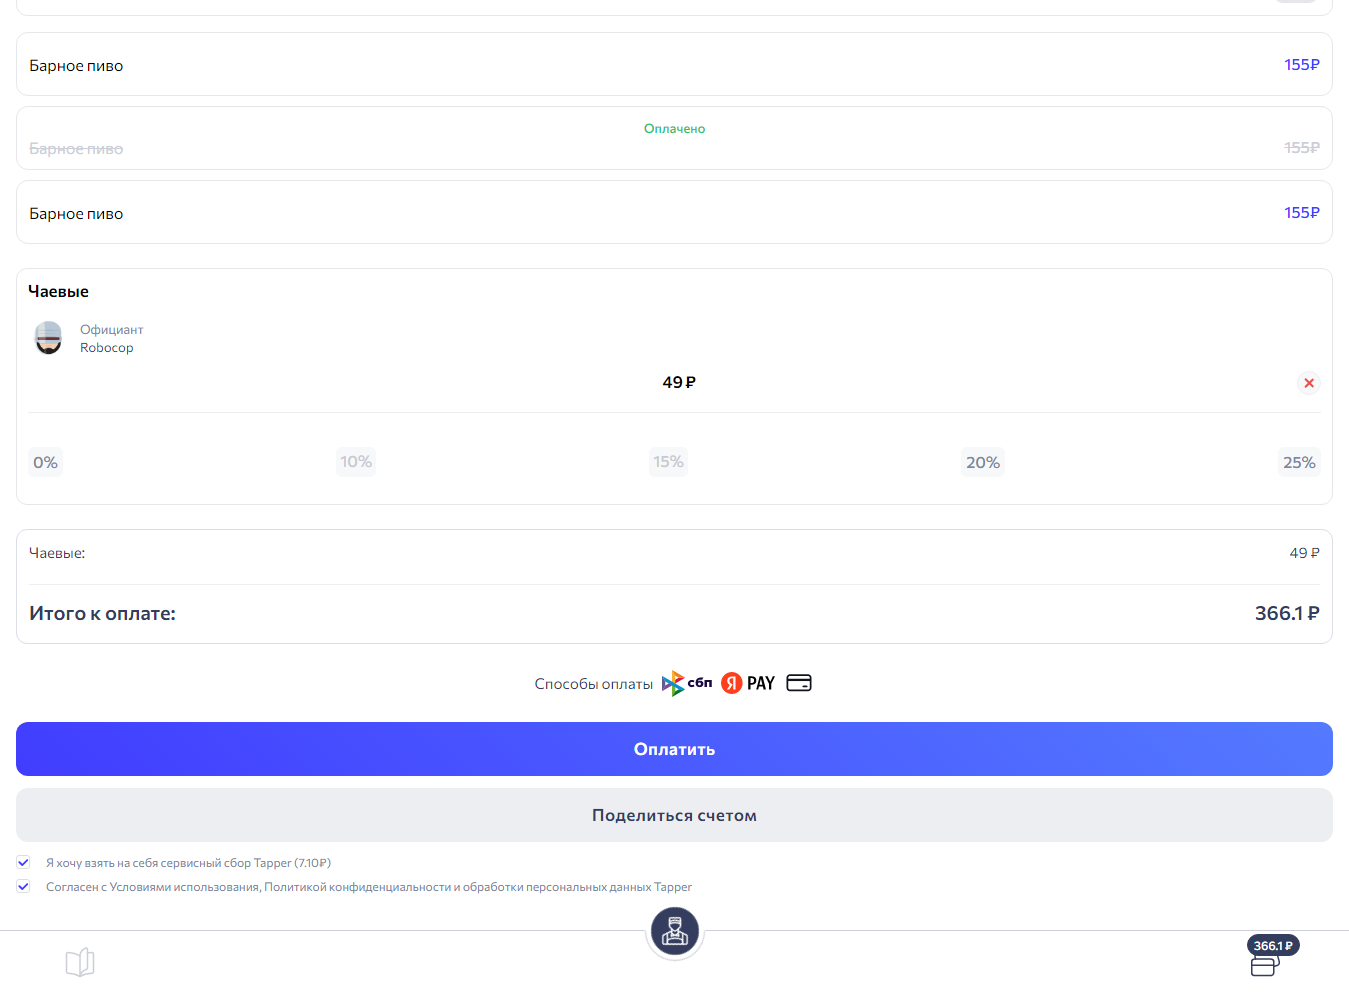 Барное пиво 155₽
Оплачено
Барное пиво 155₽
Барное пиво 155₽
Чаевые
Официант
Robocop
49 ₽
0% 10% 15% 20% 25%
Чаевые: 49 ₽
Итого к оплате: 366.1 ₽
Способы оплаты сбп Я PAY
Оплатить
Поделиться счетом
Я хочу взять на себя сервисный сбор Tapper (7.10₽)
Согласен с Условиями использования, Политикой конфиденциальности и обработки персональных данных Tapper
366.1 ₽